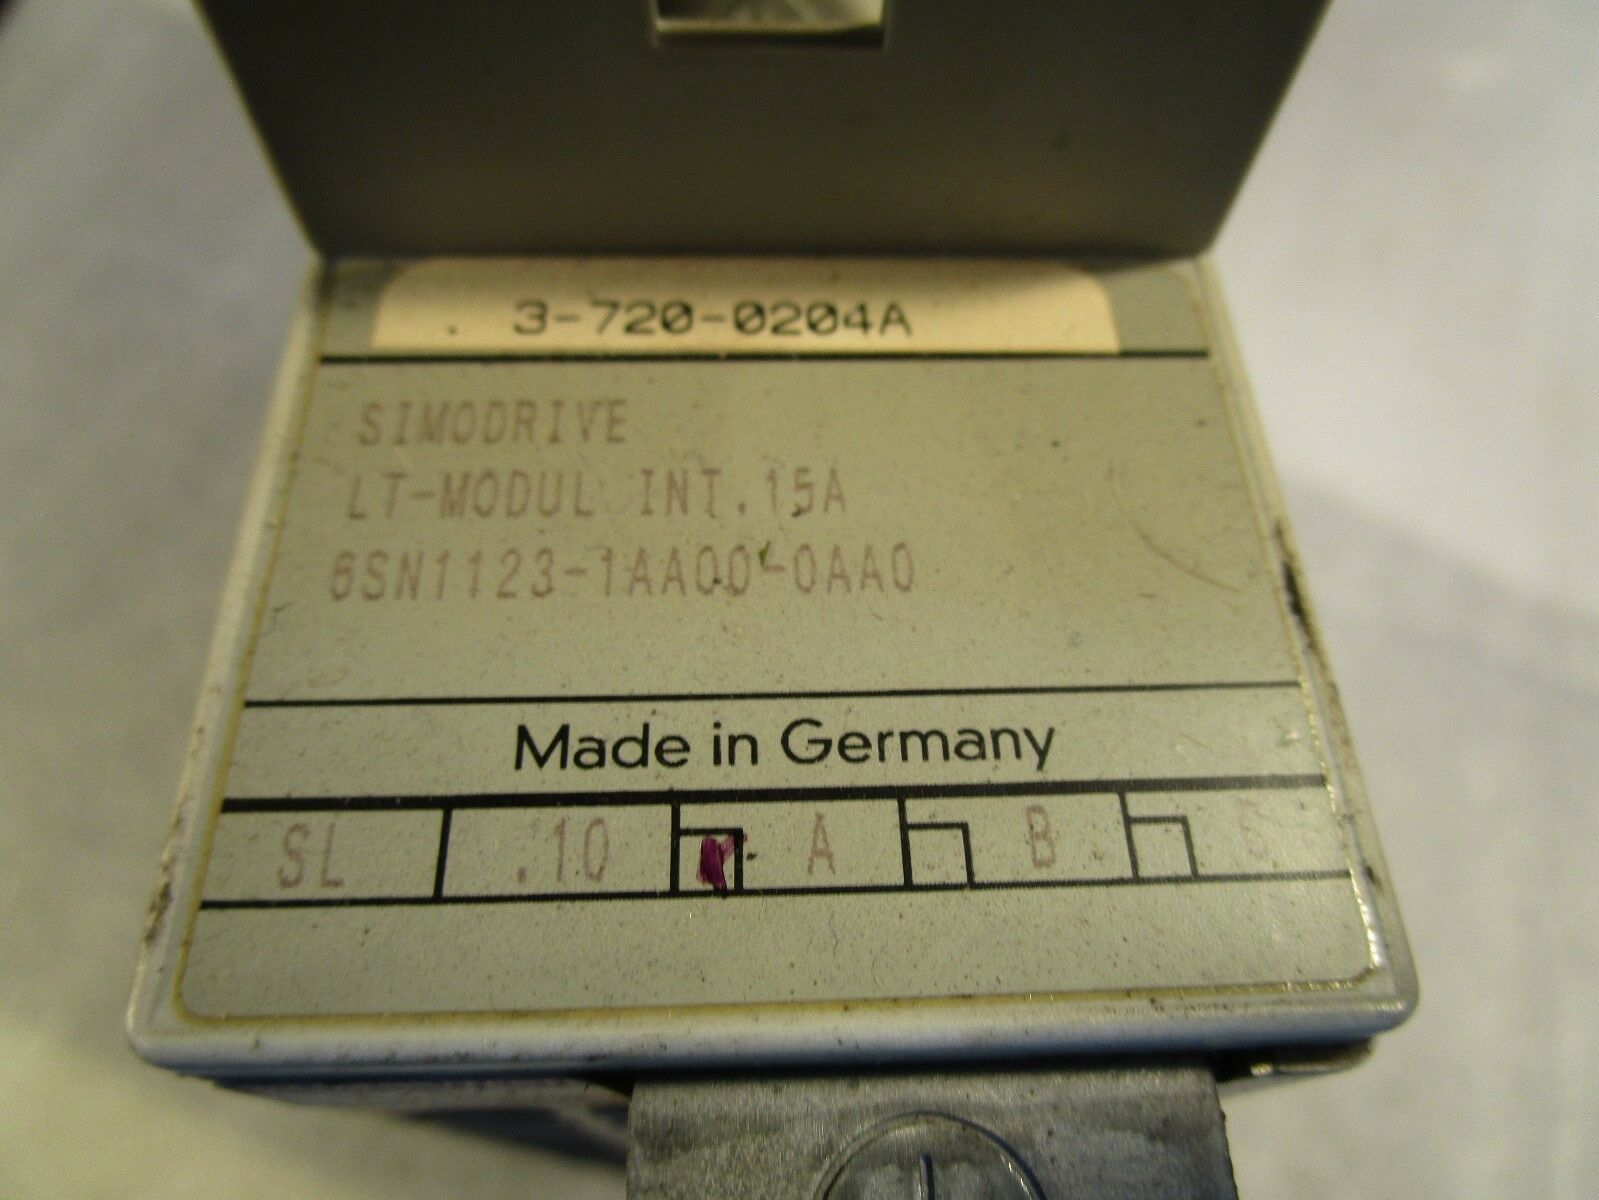 3-720-0204A
SIMODRIVE
LT-MODUL INT.15A
6SN1123-1AA00-0AA0
Made in Germany
SL .10 A B